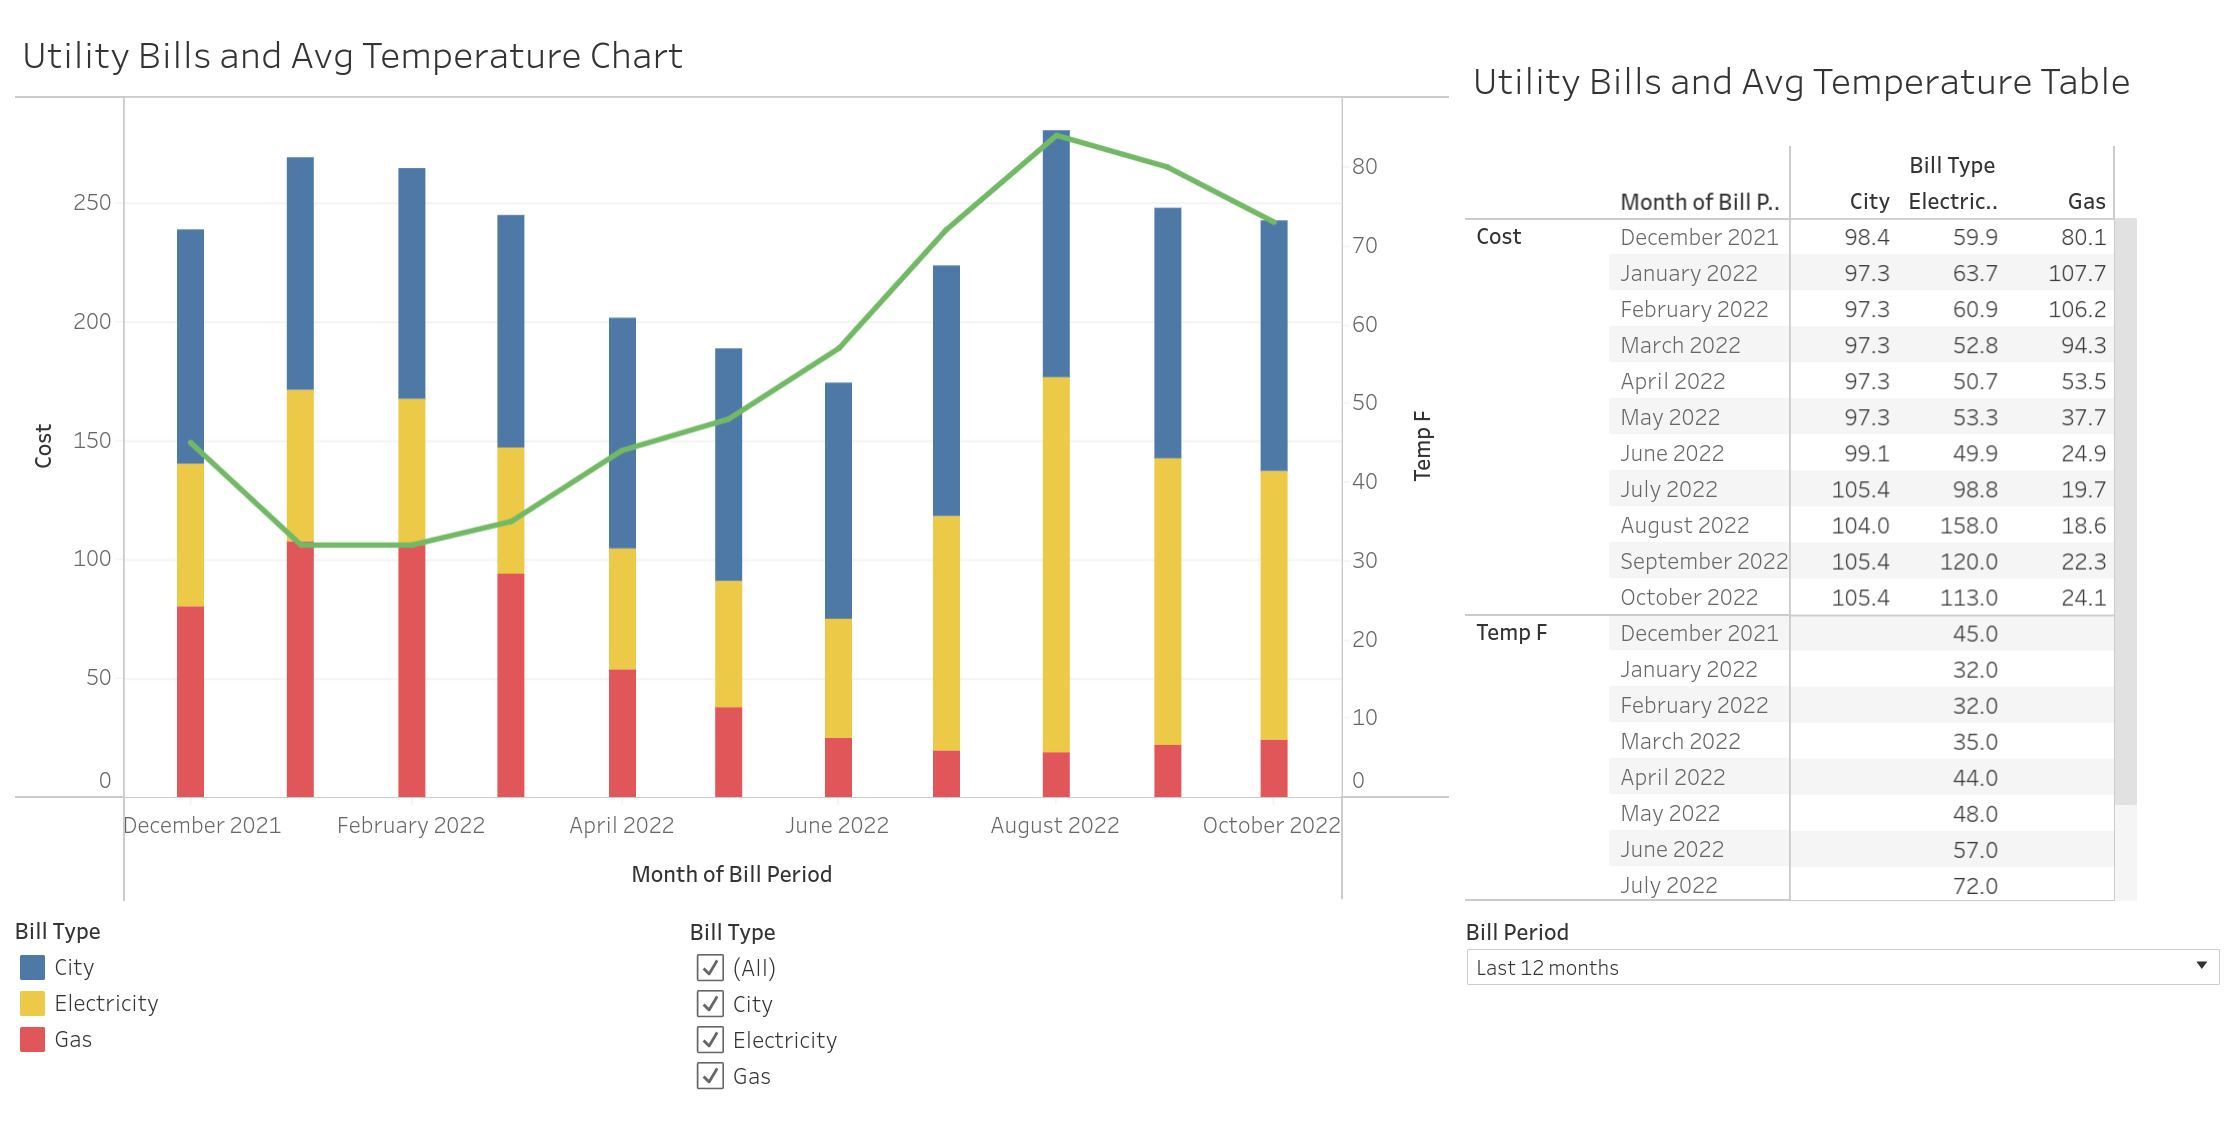 Utility Bills and Avg Temperature Chart
250
200
150
100
50
0
Cost
80
70
60
50
40
30
20
10
0
Temp F
December 2021 February 2022 April 2022 June 2022 August 2022 October 2022
Month of Bill Period
Bill Type
City
Electricity
Gas
Bill Type
(All)
City
Electricity
Gas
Utility Bills and Avg Temperature Table
Bill Type
Month of Bill P.. City Electric.. Gas
Cost December 2021 98.4 59.9 80.1
January 2022 97.3 63.7 107.7
February 2022 97.3 60.9 106.2
March 2022 97.3 52.8 94.3
April 2022 97.3 50.7 53.5
May 2022 97.3 53.3 37.7
June 2022 99.1 49.9 24.9
July 2022 105.4 98.8 19.7
August 2022 104.0 158.0 18.6
September 2022 105.4 120.0 22.3
October 2022 105.4 113.0 24.1
Temp F December 2021 45.0
January 2022 32.0
February 2022 32.0
March 2022 35.0
April 2022 44.0
May 2022 48.0
June 2022 57.0
July 2022 72.0
Bill Period
Last 12 months